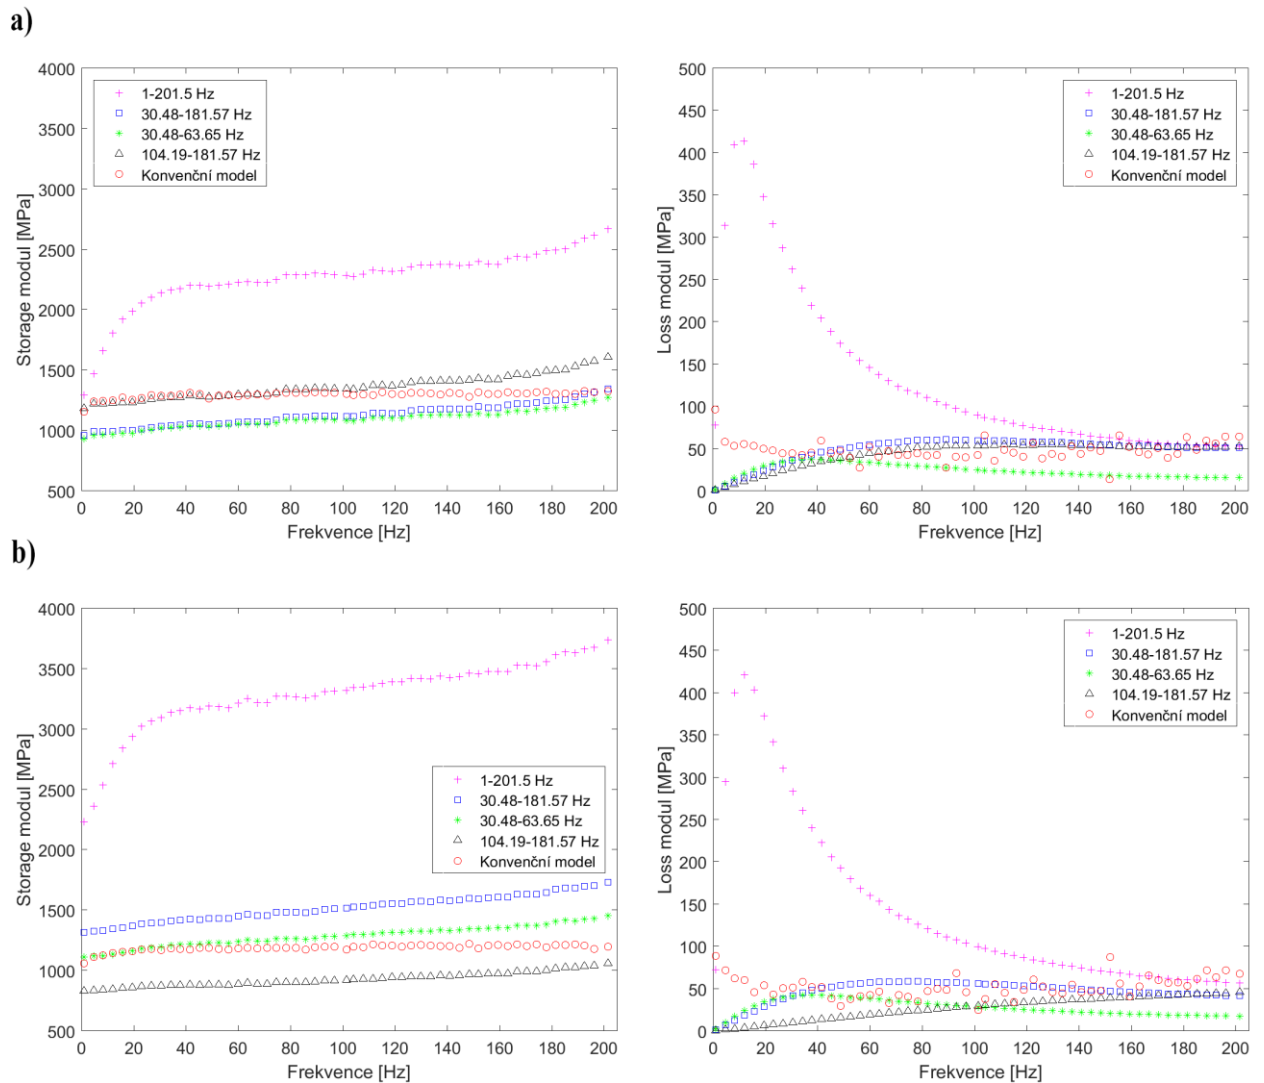 a)
Storage modul [MPa]
4000
3500
3000
2500
2000
1500
1000
500
0 20 40 60 80 100 120 140 160 180 200
Frekvence [Hz]
1-201.5 Hz
30.48-181.57 Hz
30.48-63.65 Hz
104.19-181.57 Hz
Konvenční model
Loss modul [MPa]
500
450
400
350
300
250
200
150
100
50
0
0 20 40 60 80 100 120 140 160 180 200
Frekvence [Hz]
1-201.5 Hz
30.48-181.57 Hz
30.48-63.65 Hz
104.19-181.57 Hz
Konvenční model
b)
Storage modul [MPa]
4000
3500
3000
2500
2000
1500
1000
500
0 20 40 60 80 100 120 140 160 180 200
Frekvence [Hz]
1-201.5 Hz
30.48-181.57 Hz
30.48-63.65 Hz
104.19-181.57 Hz
Konvenční model
Loss modul [MPa]
500
450
400
350
300
250
200
150
100
50
0
0 20 40 60 80 100 120 140 160 180 200
Frekvence [Hz]
1-201.5 Hz
30.48-181.57 Hz
30.48-63.65 Hz
104.19-181.57 Hz
Konvenční model